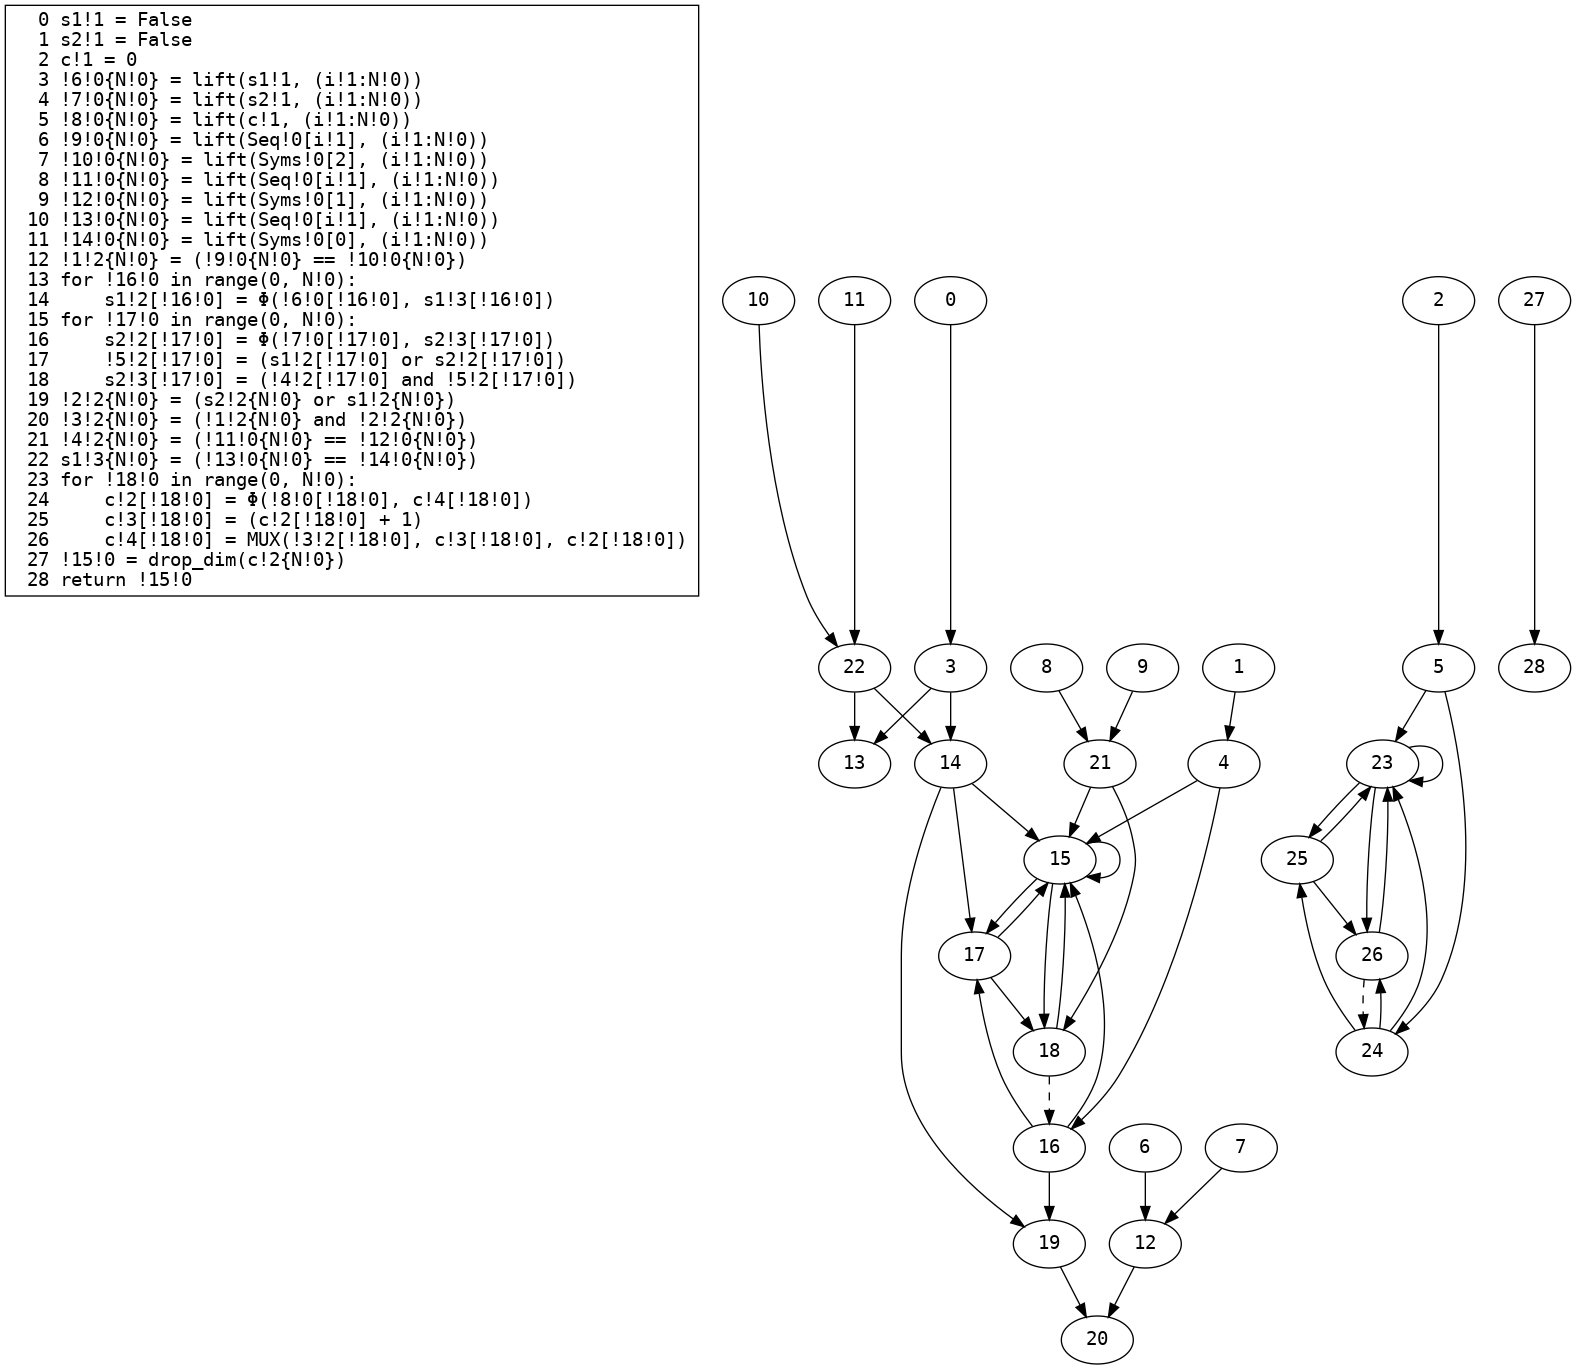 0 s1!1 = False
1 s2!1 = False
2 c!1 = 0
3 !6!0{N!0} = lift(s1!1, (i!1:N!0))
4 !7!0{N!0} = lift(s2!1, (i!1:N!0))
5 !8!0{N!0} = lift(c!1, (i!1:N!0))
6 !9!0{N!0} = lift(Seq!0[i!1], (i!1:N!0))
7 !10!0{N!0} = lift(Syms!0[2], (i!1:N!0))
8 !11!0{N!0} = lift(Seq!0[i!1], (i!1:N!0))
9 !12!0{N!0} = lift(Syms!0[1], (i!1:N!0))
10 !13!0{N!0} = lift(Seq!0[i!1], (i!1:N!0))
11 !14!0{N!0} = lift(Syms!0[0], (i!1:N!0))
12 !1!2{N!0} = (!9!0{N!0} == !10!0{N!0})
13 for !16!0 in range(0, N!0):
14     s1!2[!16!0] = Φ(!6!0[!16!0], s1!3[!16!0])
15 for !17!0 in range(0, N!0):
16     s2!2[!17!0] = Φ(!7!0[!17!0], s2!3[!17!0])
17     !5!2[!17!0] = (s1!2[!17!0] or s2!2[!17!0])
18     s2!3[!17!0] = (!4!2[!17!0] and !5!2[!17!0])
19 !2!2{N!0} = (s2!2{N!0} or s1!2{N!0})
20 !3!2{N!0} = (!1!2{N!0} and !2!2{N!0})
21 !4!2{N!0} = (!11!0{N!0} == !12!0{N!0})
22 s1!3{N!0} = (!13!0{N!0} == !14!0{N!0})
23 for !18!0 in range(0, N!0):
24     c!2[!18!0] = Φ(!8!0[!18!0], c!4[!18!0])
25     c!3[!18!0] = (c!2[!18!0] + 1)
26     c!4[!18!0] = MUX(!3!2[!18!0], c!3[!18!0], c!2[!18!0])
27 !15!0 = drop_dim(c!2{N!0})
28 return !15!0
10 11 0 2 27
22 3 8 9 1 5 28
13 14 21 4 23
15 25
17 26
18 24
16 6 7
19 12
20